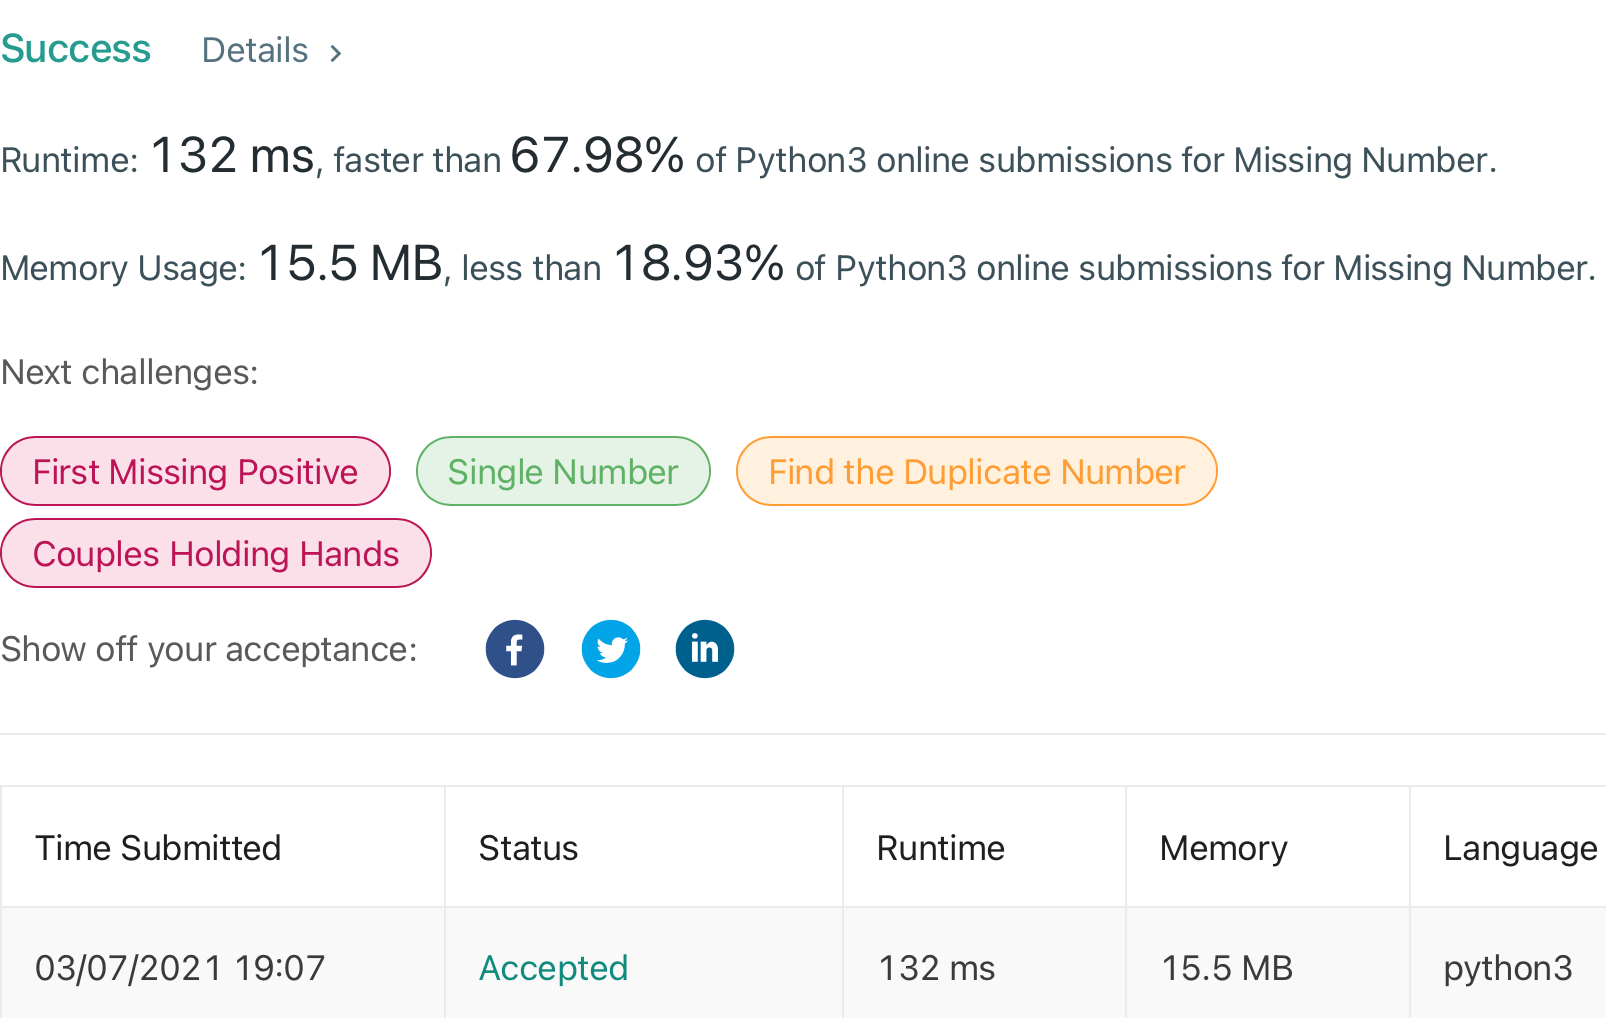 Success Details >
Runtime: 132 ms, faster than 67.98% of Python3 online submissions for Missing Number.
Memory Usage: 15.5 MB, less than 18.93% of Python3 online submissions for Missing Number.
Next challenges:
First Missing Positive Single Number Find the Duplicate Number
Couples Holding Hands
Show off your acceptance: f in
Time Submitted Status Runtime Memory Language
03/07/2021 19:07 Accepted 132 ms 15.5 MB python3